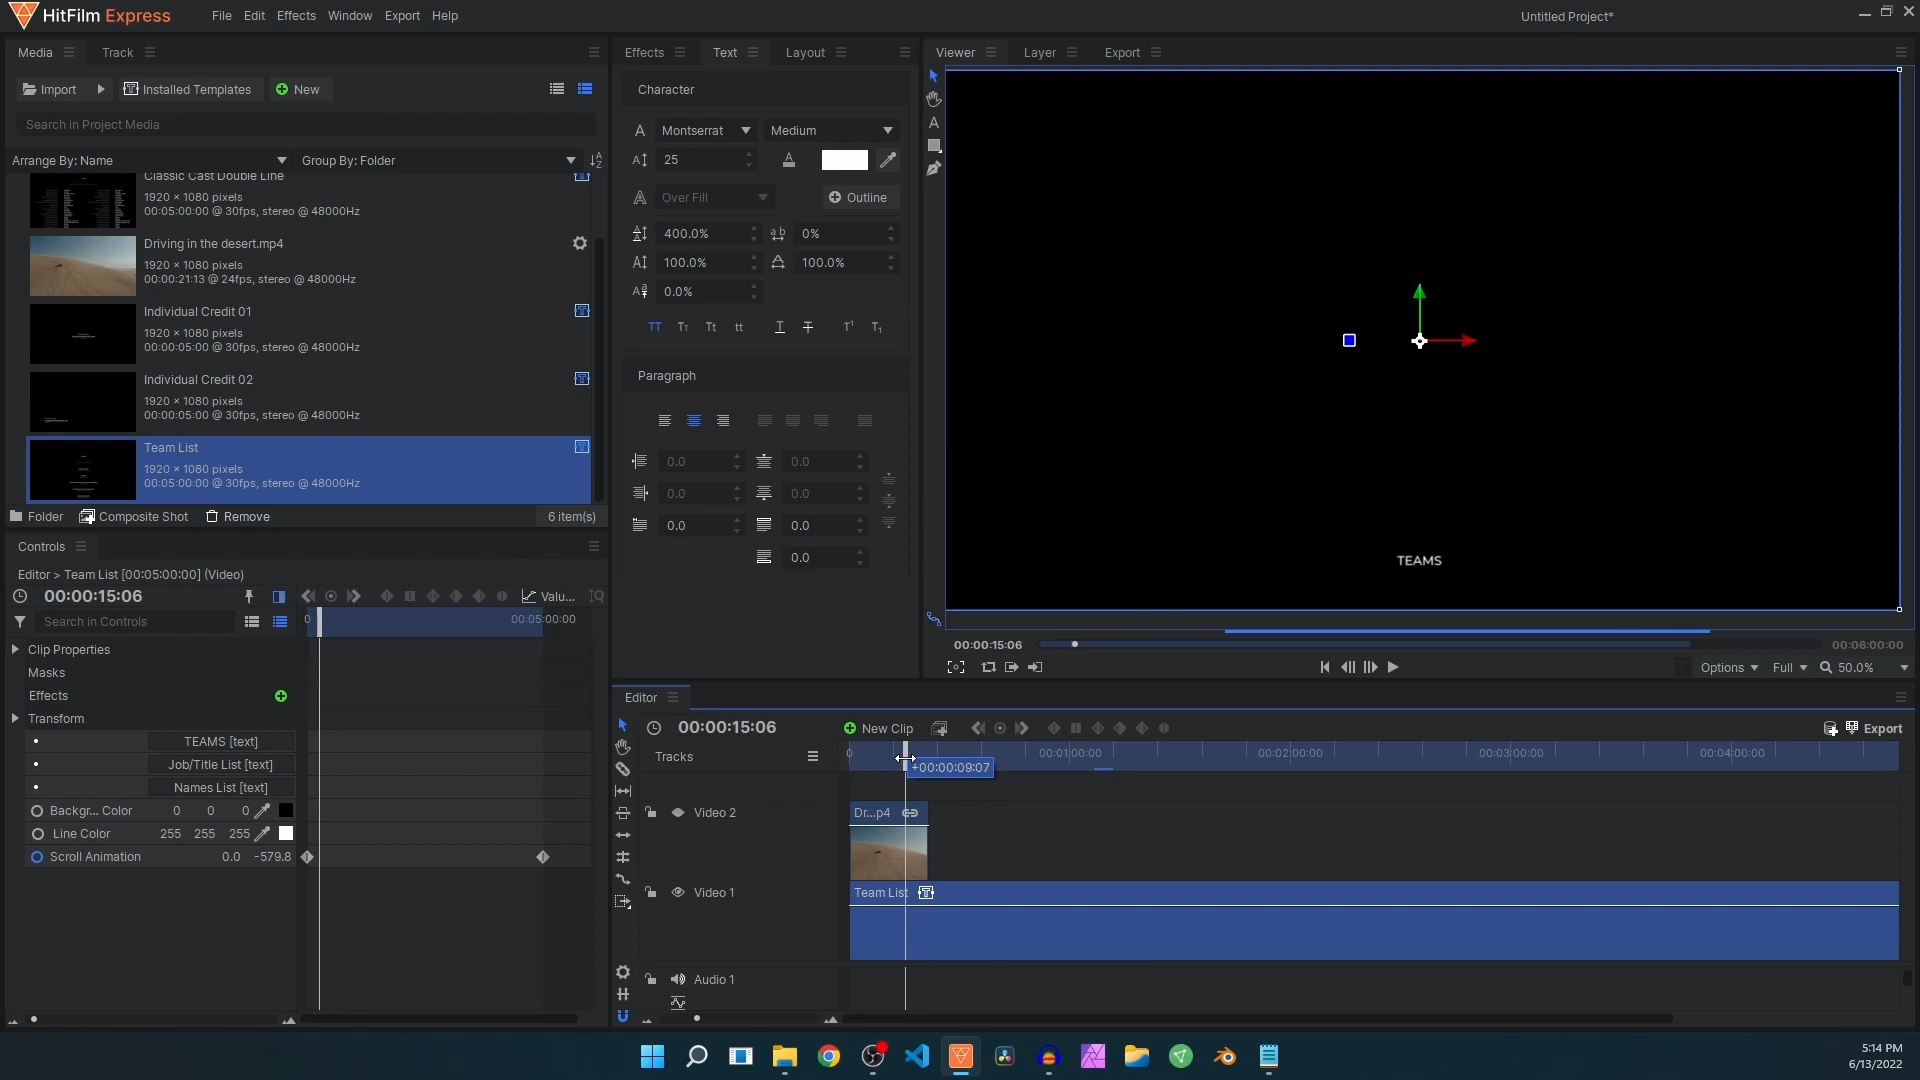 HitFilm Express
File Edit Effects Window Export Help
Untitled Project*
Media
Track
Effects
Text
Layout
Viewer
Layer
Export
Import
Installed Templates
New
Search in Project Media
Arrange By: Name
Group By: Folder
Classic Cast Double Line
1920 × 1080 pixels
00:05:00:00 @ 30fps, stereo @ 48000Hz
Driving in the desert.mp4
1920 × 1080 pixels
00:00:21:13 @ 24fps, stereo @ 48000Hz
Individual Credit 01
1920 × 1080 pixels
00:00:05:00 @ 30fps, stereo @ 48000Hz
Individual Credit 02
1920 × 1080 pixels
00:00:05:00 @ 30fps, stereo @ 48000Hz
Team List
1920 × 1080 pixels
00:05:00:00 @ 30fps, stereo @ 48000Hz
Folder
Composite Shot
Remove
6 item(s)
Character
Montserrat
Medium
25
Over Fill
Outline
400.0%
0%
100.0%
100.0%
0.0%
Paragraph
0.0
0.0
0.0
0.0
0.0
0.0
0.0
TEAMS
00:00:15:06
00:06:00:00
Options
Full
50.0%
Controls
Editor > Team List [00:05:00:00] (Video)
00:00:15:06
Valu...
Search in Controls
0
00:05:00:00
Clip Properties
Masks
Effects
Transform
TEAMS [text]
Job/Title List [text]
Names List [text]
Backgr... Color 0 0 0
Line Color 255 255 255
Scroll Animation 0.0 -579.8
Editor
00:00:15:06
New Clip
Export
Tracks
0
00:01:00:00
00:02:00:00
00:03:00:00
00:04:00:00
+00:00:09:07
Video 2
Dr...p4
Video 1
Team List
Audio 1
5:14 PM
6/13/2022